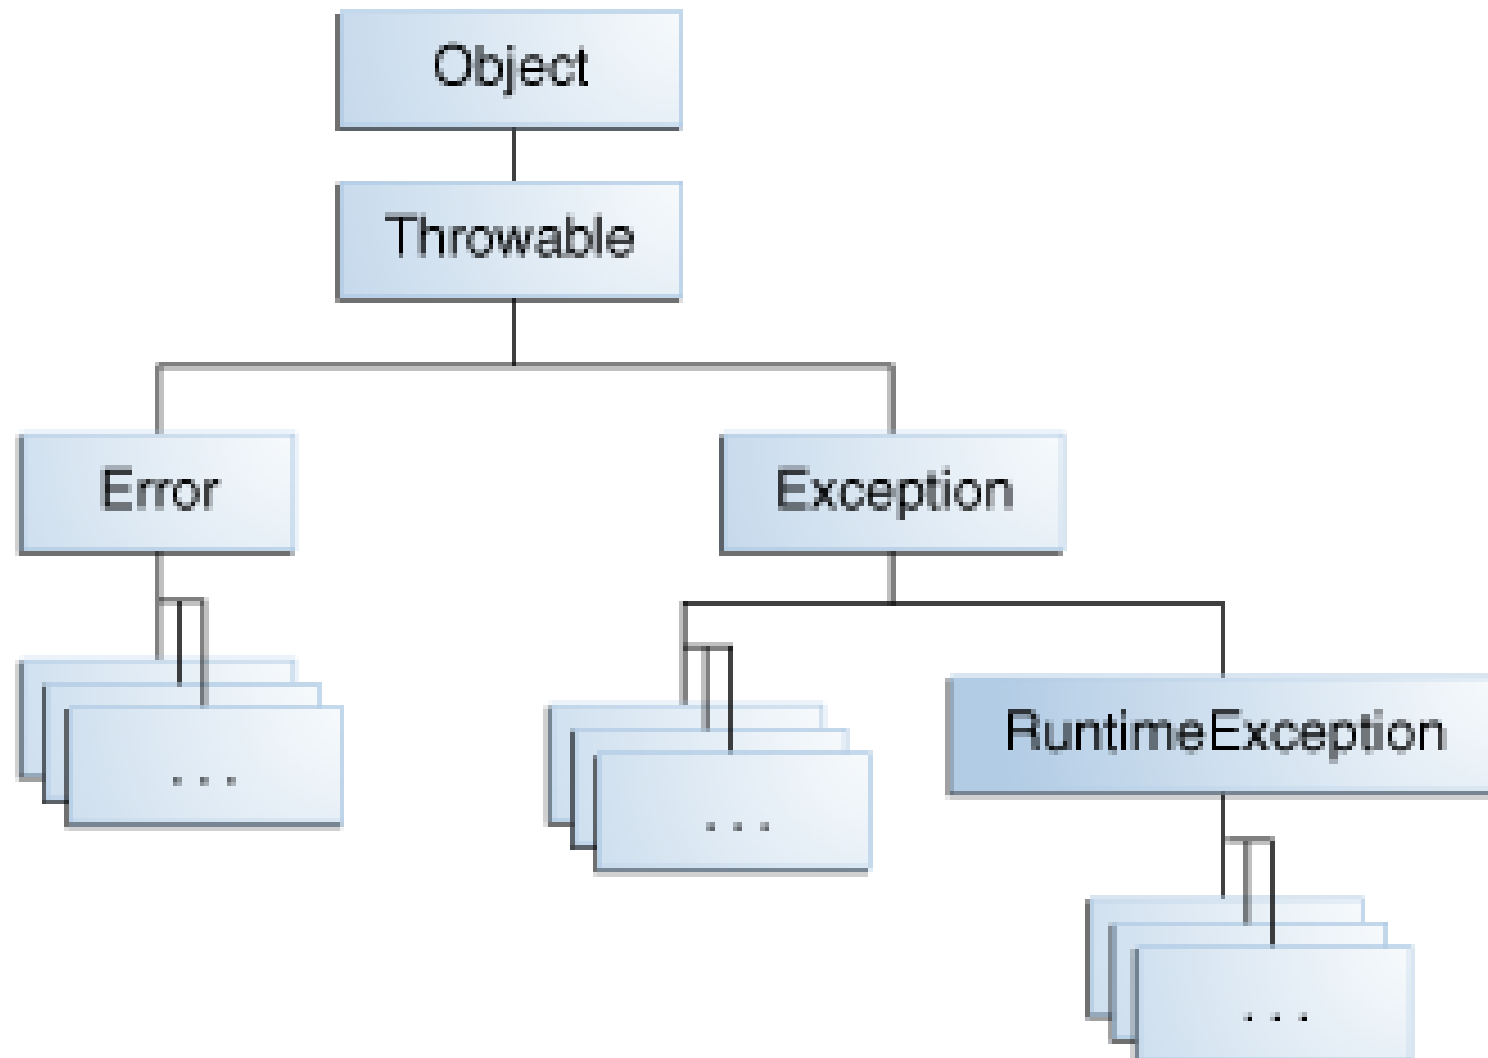 Object
Throwable
Error
Exception
...
...
RuntimeException
...